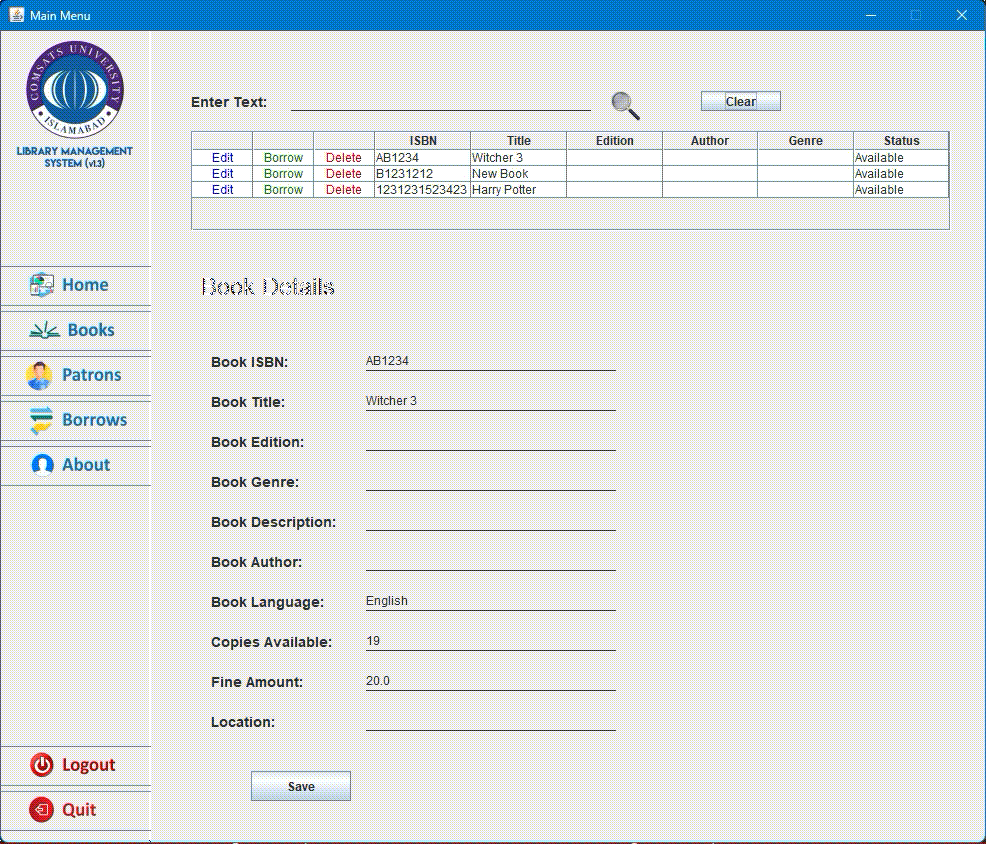 Main Menu
COMSATS UNIVERSITY
ISLAMABAD
LIBRARY MANAGEMENT
SYSTEM (v1.3)
Home
Books
Patrons
Borrows
About
Logout
Quit
Enter Text:
Clear
ISBN Title Edition Author Genre Status
Edit Borrow Delete AB1234 Witcher 3 Available
Edit Borrow Delete B1231212 New Book Available
Edit Borrow Delete 1231231523423 Harry Potter Available
Book Details
Book ISBN: AB1234
Book Title: Witcher 3
Book Edition:
Book Genre:
Book Description:
Book Author:
Book Language: English
Copies Available: 19
Fine Amount: 20.0
Location:
Save